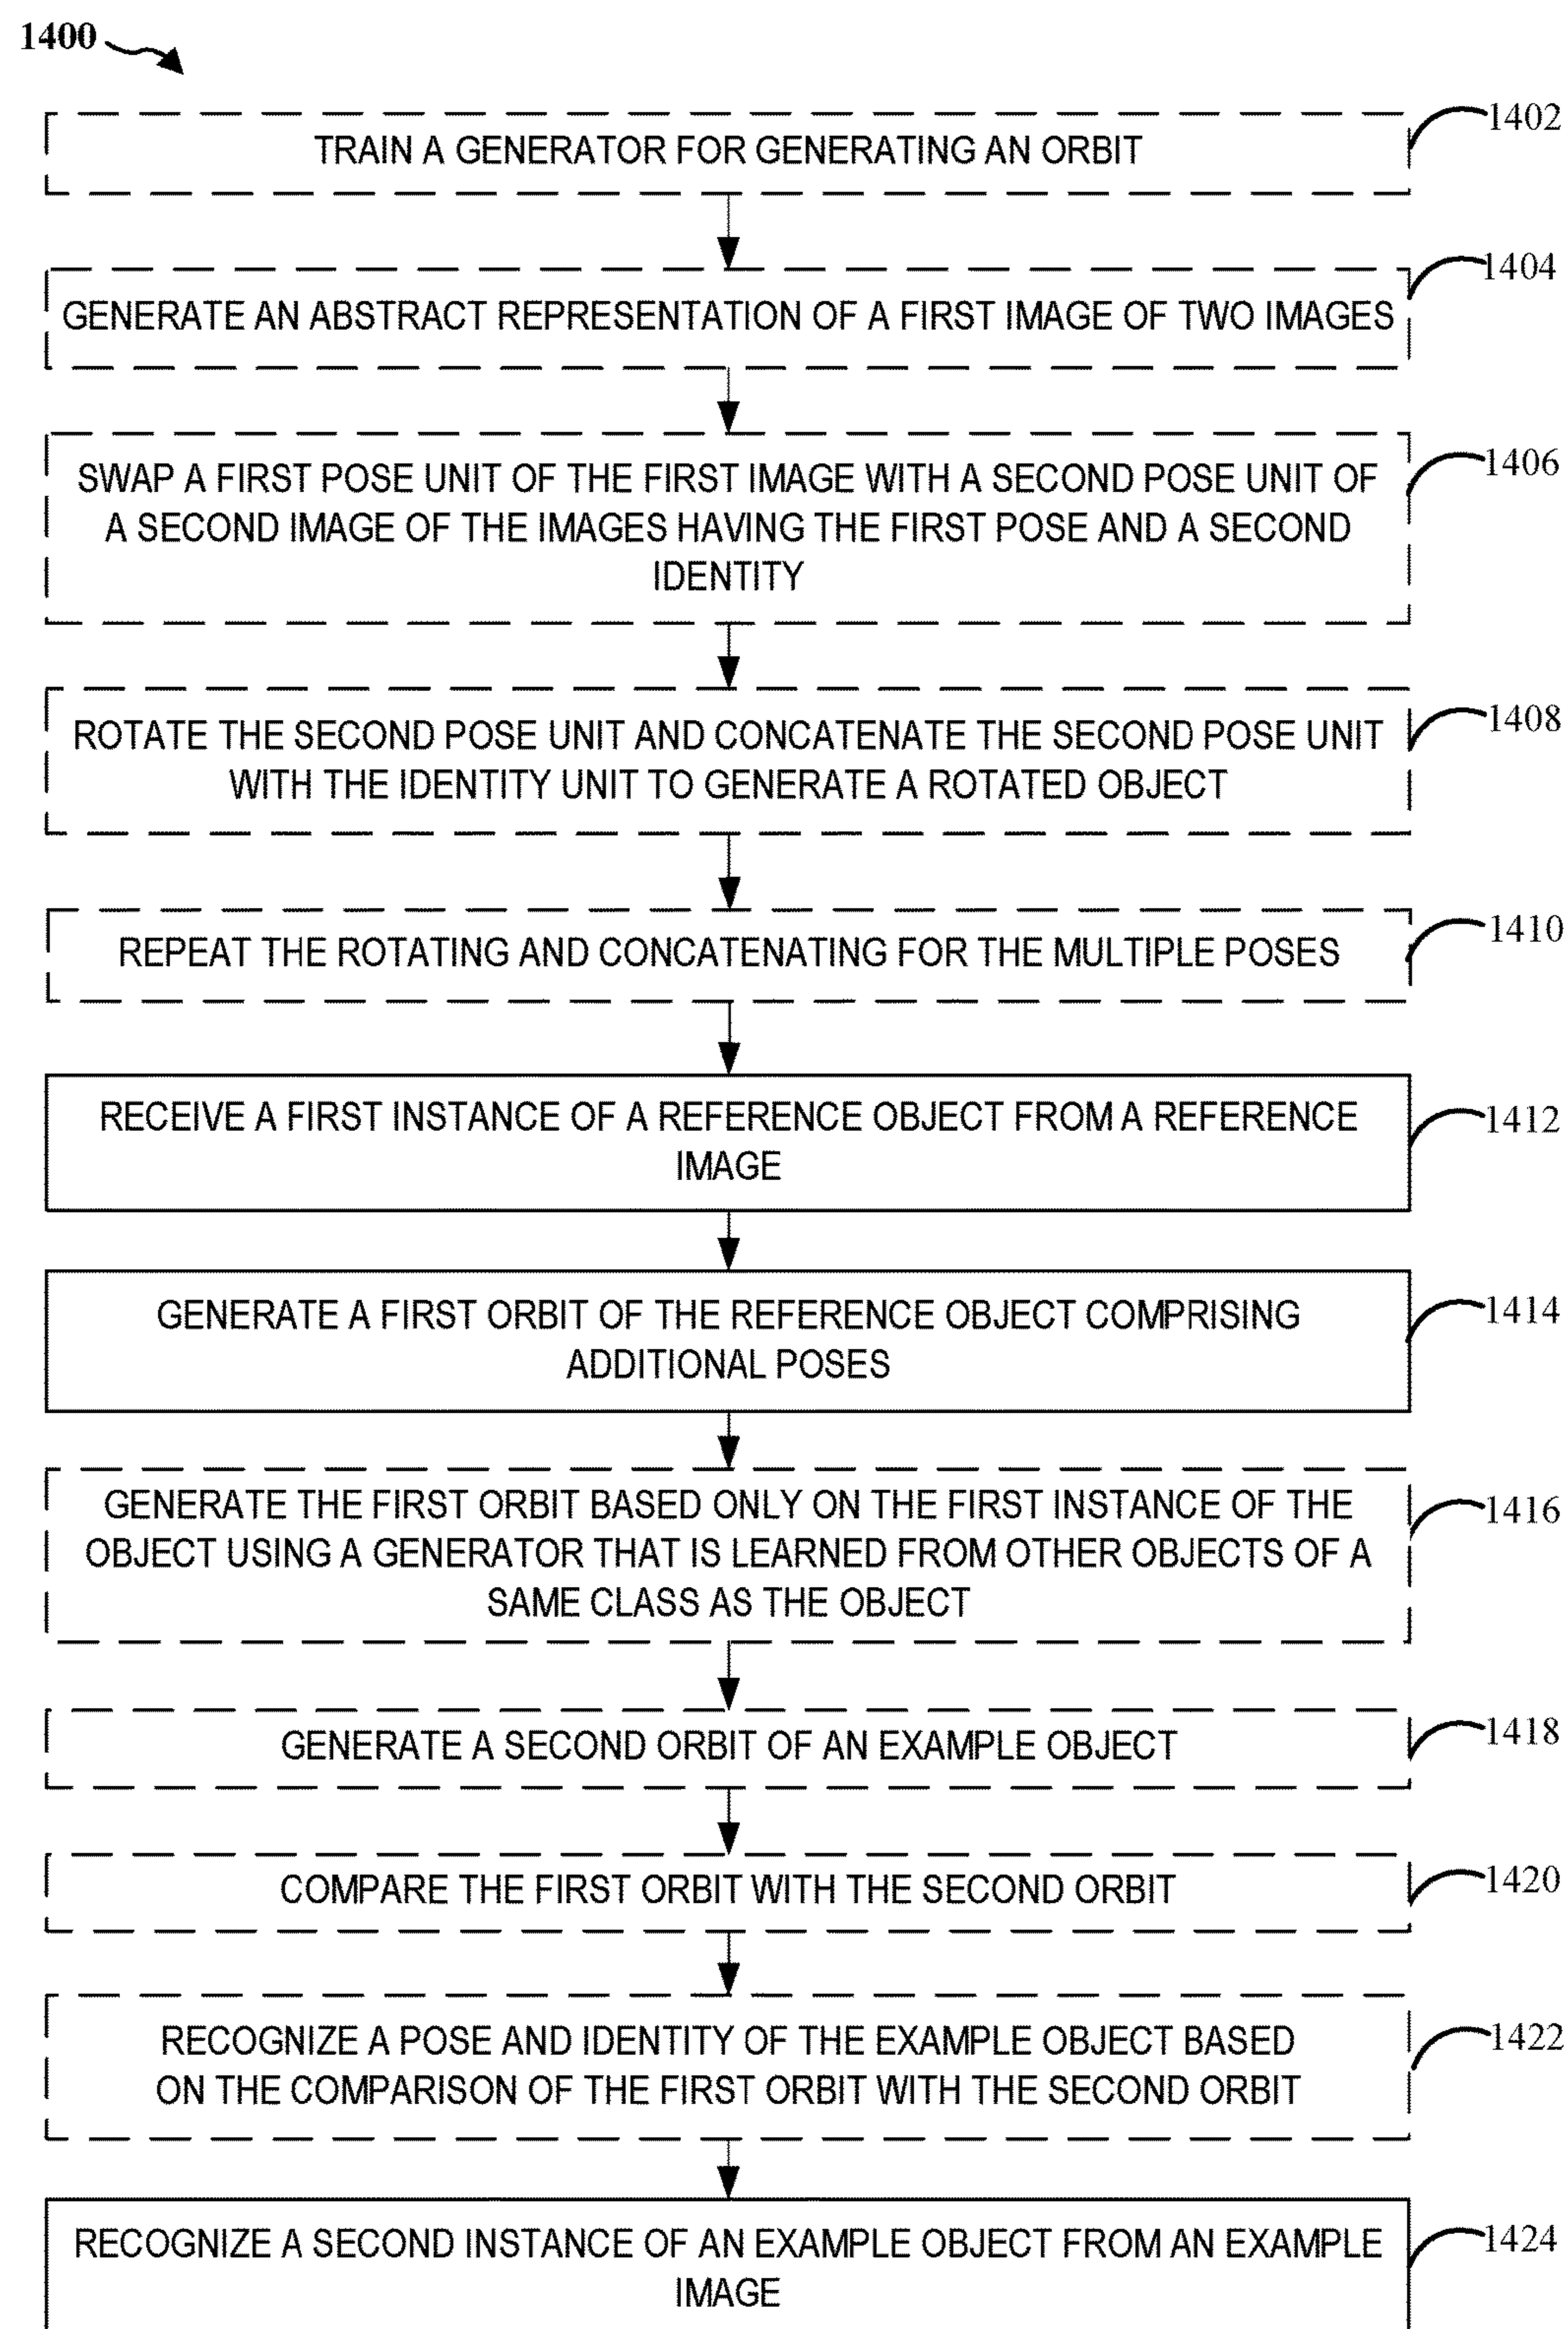 1400
TRAIN A GENERATOR FOR GENERATING AN ORBIT
1402
GENERATE AN ABSTRACT REPRESENTATION OF A FIRST IMAGE OF TWO IMAGES
1404
SWAP A FIRST POSE UNIT OF THE FIRST IMAGE WITH A SECOND POSE UNIT OF
A SECOND IMAGE OF THE IMAGES HAVING THE FIRST POSE AND A SECOND
IDENTITY
1406
ROTATE THE SECOND POSE UNIT AND CONCATENATE THE SECOND POSE UNIT
WITH THE IDENTITY UNIT TO GENERATE A ROTATED OBJECT
1408
REPEAT THE ROTATING AND CONCATENATING FOR THE MULTIPLE POSES
1410
RECEIVE A FIRST INSTANCE OF A REFERENCE OBJECT FROM A REFERENCE
IMAGE
1412
GENERATE A FIRST ORBIT OF THE REFERENCE OBJECT COMPRISING
ADDITIONAL POSES
1414
GENERATE THE FIRST ORBIT BASED ONLY ON THE FIRST INSTANCE OF THE
OBJECT USING A GENERATOR THAT IS LEARNED FROM OTHER OBJECTS OF A
SAME CLASS AS THE OBJECT
1416
GENERATE A SECOND ORBIT OF AN EXAMPLE OBJECT
1418
COMPARE THE FIRST ORBIT WITH THE SECOND ORBIT
1420
RECOGNIZE A POSE AND IDENTITY OF THE EXAMPLE OBJECT BASED
ON THE COMPARISON OF THE FIRST ORBIT WITH THE SECOND ORBIT
1422
RECOGNIZE A SECOND INSTANCE OF AN EXAMPLE OBJECT FROM AN EXAMPLE
IMAGE
1424